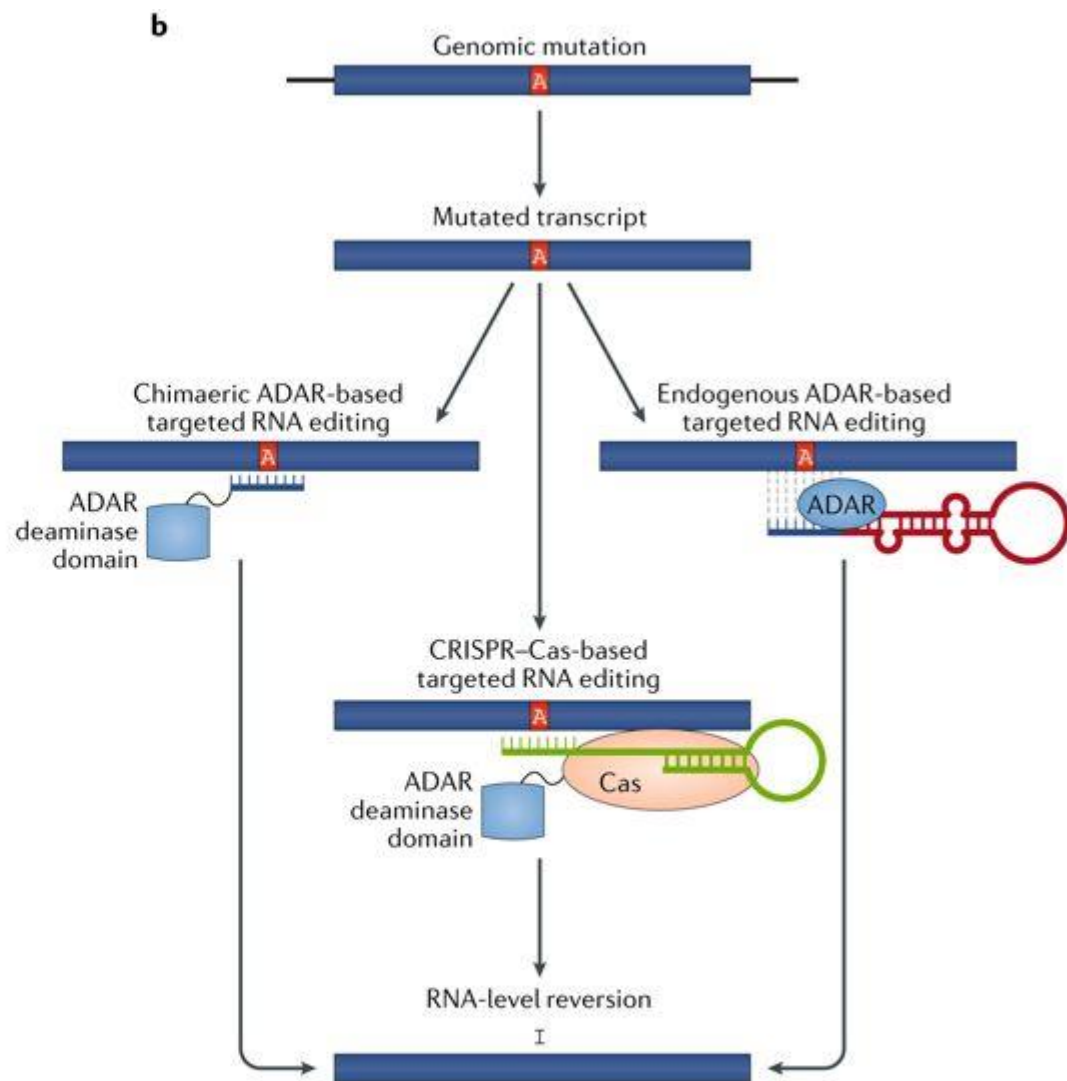 b
Genomic mutation
A
Mutated transcript
A
Chimaeric ADAR-based
targeted RNA editing
A
ADAR
deaminase
domain
Endogenous ADAR-based
targeted RNA editing
A
ADAR
CRISPR–Cas-based
targeted RNA editing
A
Cas
ADAR
deaminase
domain
RNA-level reversion
I